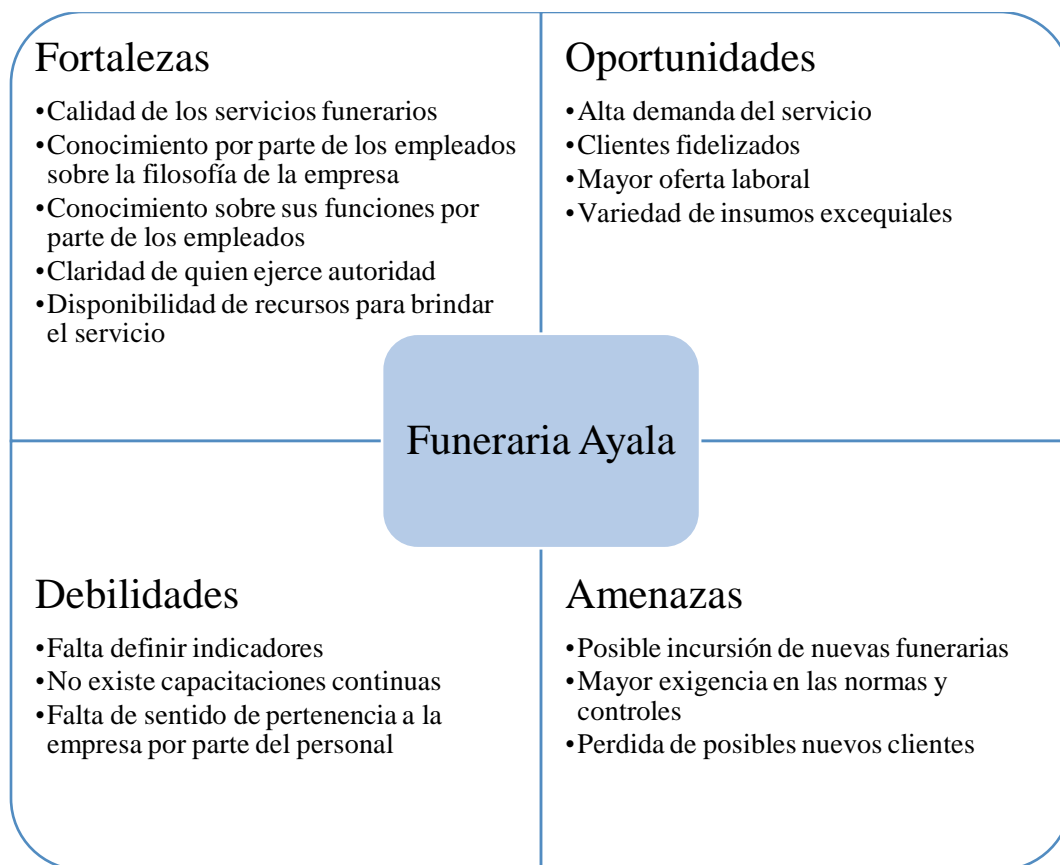 Fortalezas
•Calidad de los servicios funerarios
•Conocimiento por parte de los empleados
sobre la filosofía de la empresa
•Conocimiento sobre sus funciones por
parte de los empleados
•Claridad de quien ejerce autoridad
•Disponibilidad de recursos para brindar
el servicio
Oportunidades
•Alta demanda del servicio
•Clientes fidelizados
•Mayor oferta laboral
•Variedad de insumos excequiales
Funeraria Ayala
Debilidades
•Falta definir indicadores
•No existe capacitaciones continuas
•Falta de sentido de pertenencia a la
empresa por parte del personal
Amenazas
•Posible incursión de nuevas funerarias
•Mayor exigencia en las normas y
controles
•Perdida de posibles nuevos clientes